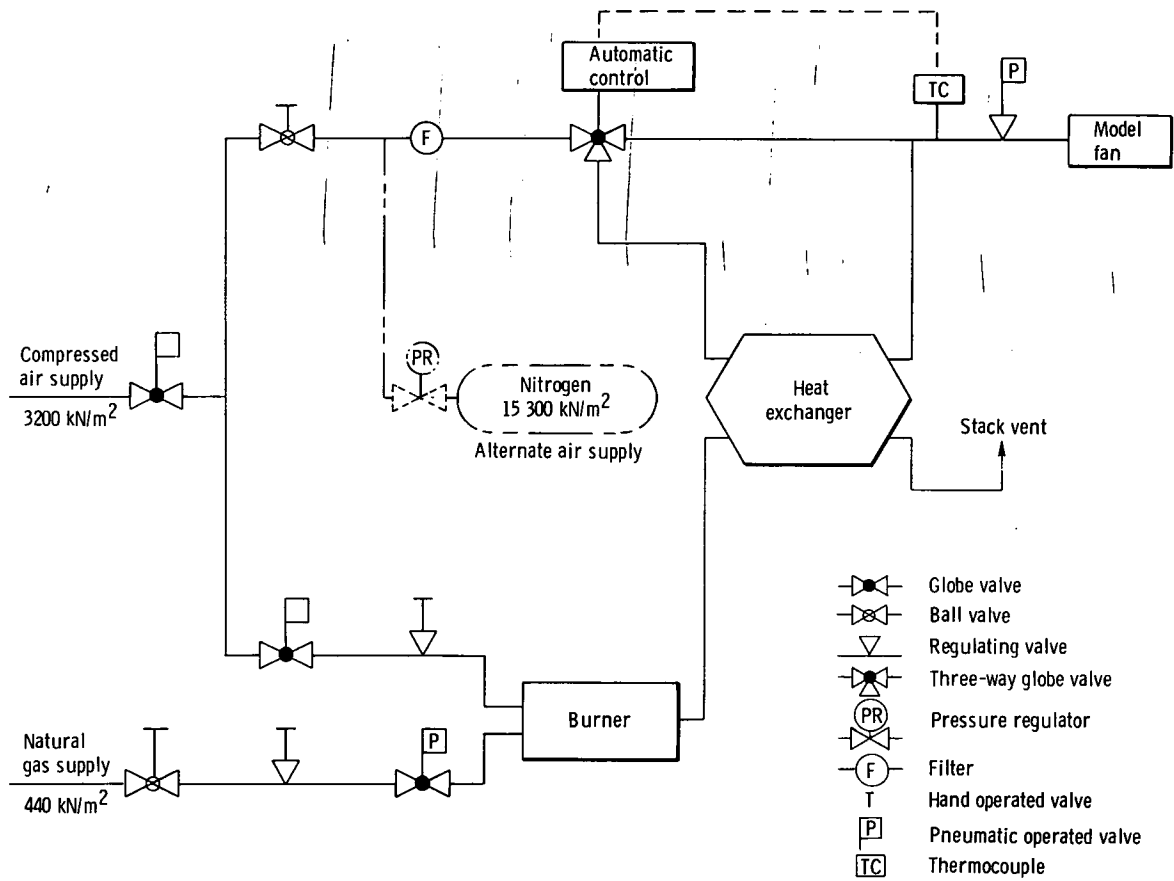 Automatic
control
TC
P
Model
fan
F
Compressed
air supply
3200 kN/m²
PR
Nitrogen
15 300 kN/m²
Alternate air supply
Heat
exchanger
Stack vent
Burner
Natural
gas supply
440 kN/m²
P
Globe valve
Ball valve
Regulating valve
Three-way globe valve
PR
Pressure regulator
F
Filter
T
Hand operated valve
P
Pneumatic operated valve
TC
Thermocouple